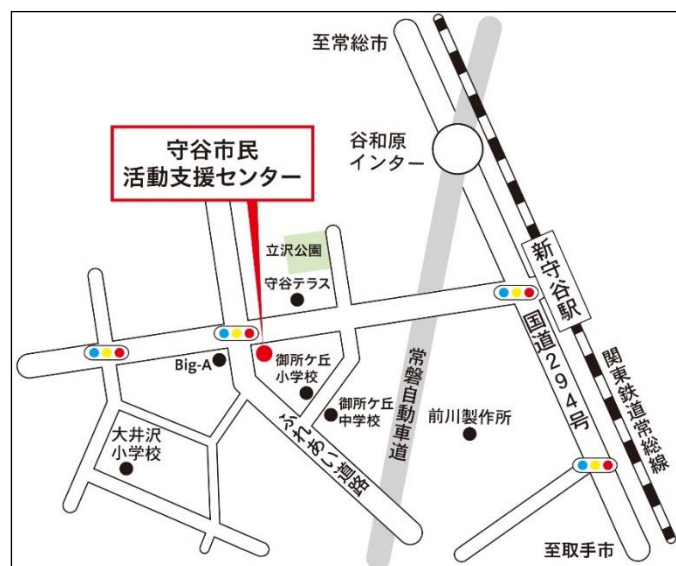 至常総市
谷和原
インター
守谷市民
活動支援センター
立沢公園
守谷テラス
新守谷駅
国道294号
関東鉄道常総線
Big-A
御所ケ丘
小学校
御所ケ丘
中学校
常磐自動車道
前川製作所
ふれあい道路
大井沢
小学校
至取手市